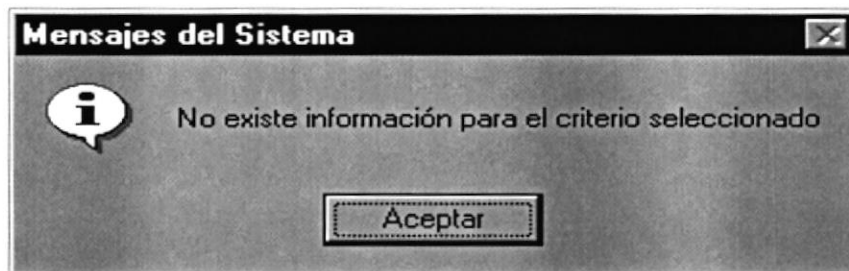 Mensajes del Sistema
No existe información para el criterio seleccionado
Aceptar